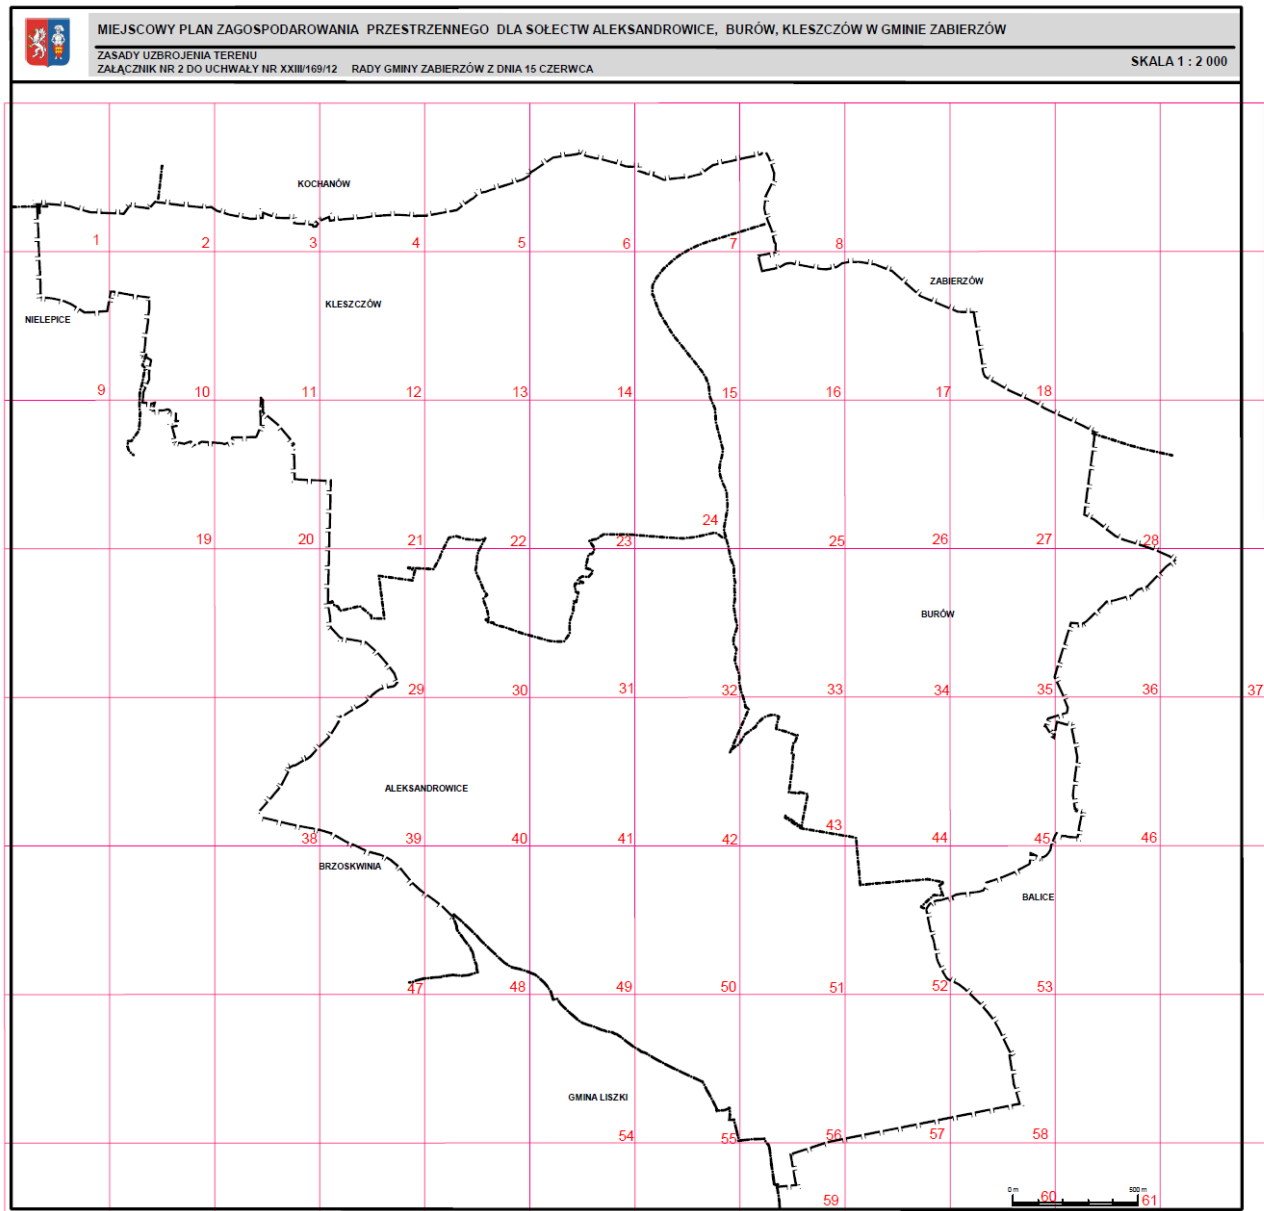 MIEJSCOWY PLAN ZAGOSPODAROWANIA PRZESTRZENNEGO DLA SOŁECTW ALEKSANDROWICE, BURÓW, KLESZCZÓW W GMINIE ZABIERZÓW
ZASADY UZBROJENIA TERENU
ZAŁĄCZNIK NR 2 DO UCHWAŁY NR XXIII/169/12 RADY GMINY ZABIERZÓW Z DNIA 15 CZERWCA
SKALA 1 : 2 000
KOCHANÓW
1 2 3 4 5 6 7 8
ZABIERZÓW
KLESZCZÓW
NIELEPICE
9 10 11 12 13 14 15 16 17 18
19 20 21 22 23 24 25 26 27 28
BURÓW
29 30 31 32 33 34 35 36 37
ALEKSANDROWICE
38 39 40 41 42 43 44 45 46
BRZOSKWINIA
BALICE
47 48 49 50 51 52 53
GMINA LISZKI
54 55 56 57 58
0 m 500 m
59 60 61